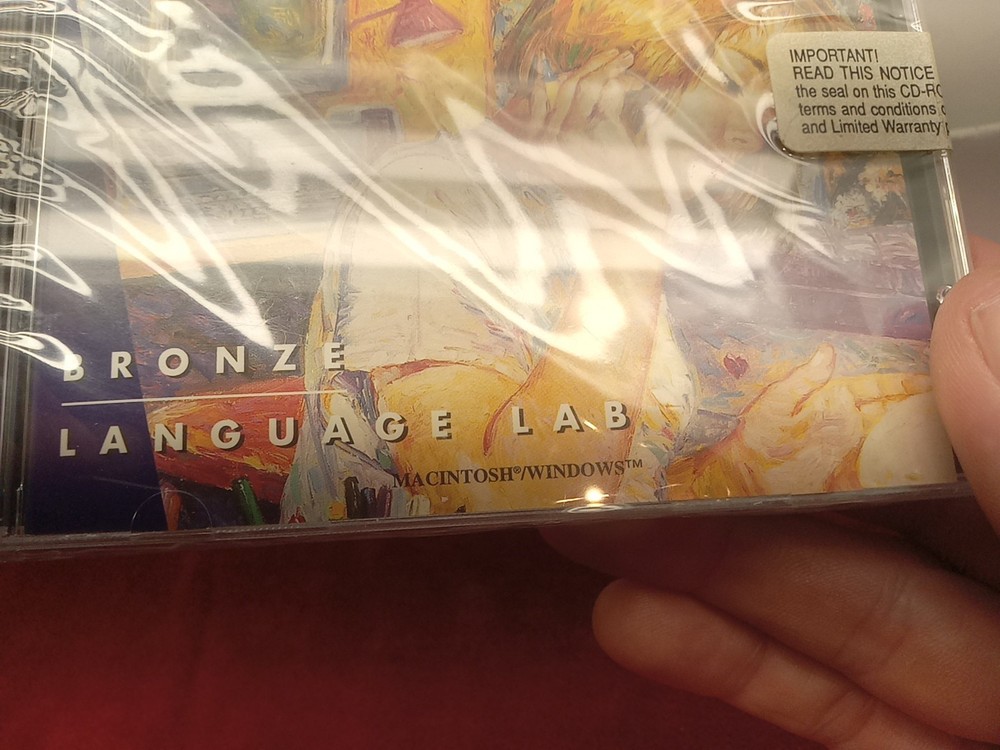 IMPORTANT!
READ THIS NOTICE
the seal on this CD-RO
terms and conditions
and Limited Warranty
BRONZE
LANGUAGE LAB
MACINTOSH®/WINDOWS™